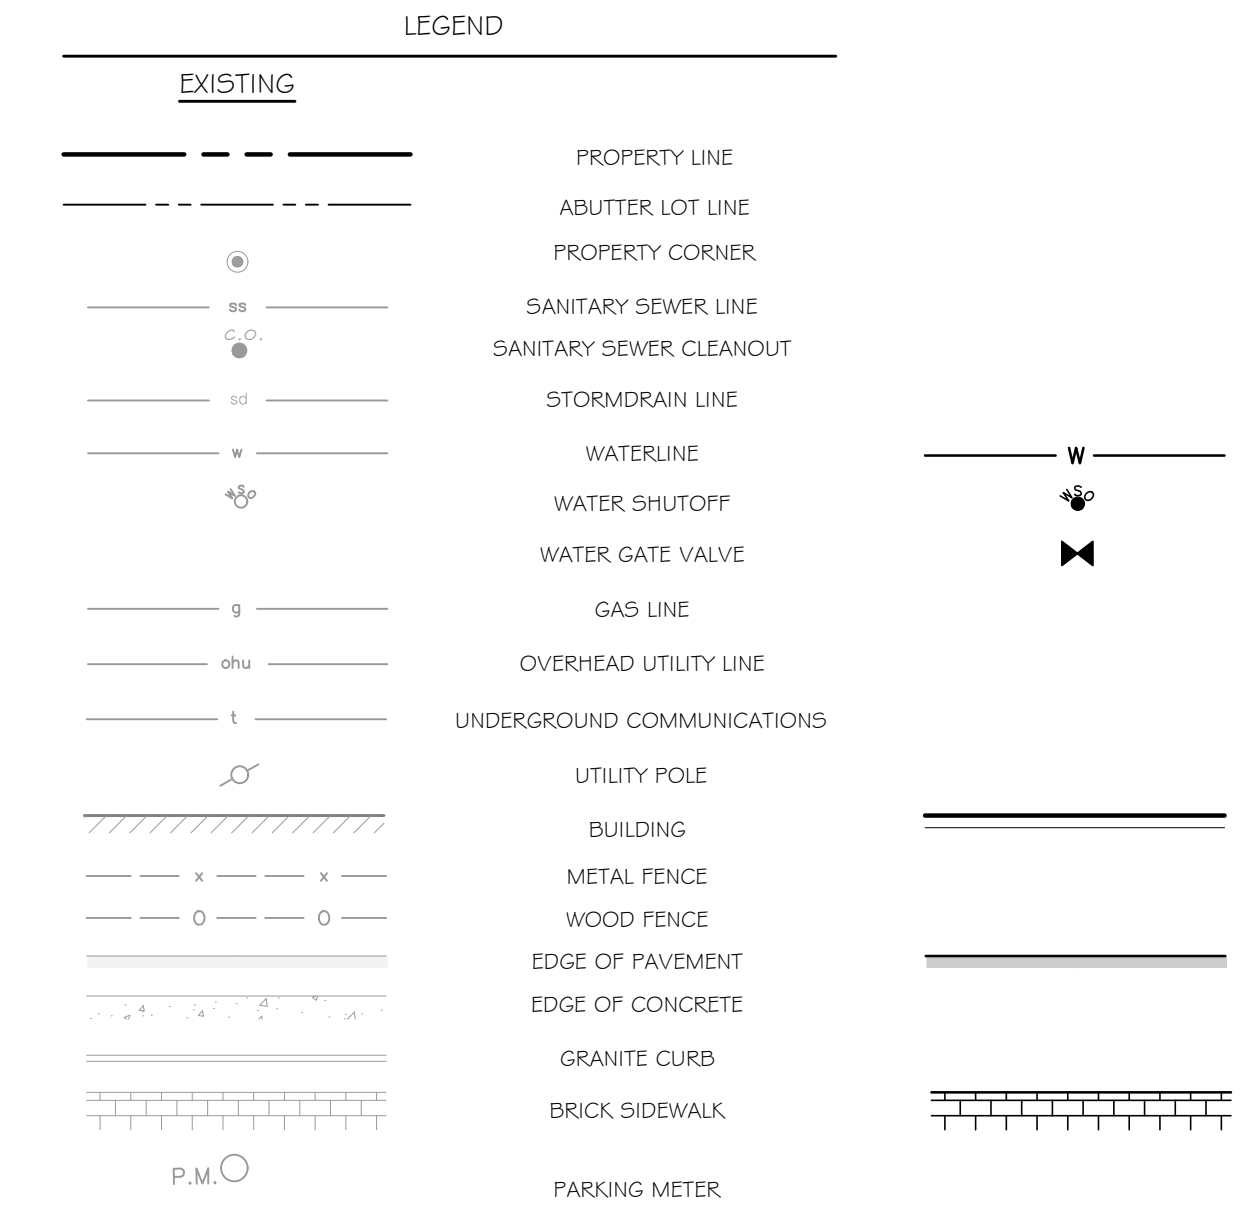 LEGEND
EXISTING
PROPERTY LINE
ABUTTER LOT LINE
PROPERTY CORNER
ss SANITARY SEWER LINE
C.O. SANITARY SEWER CLEANOUT
sd STORMDRAIN LINE
w WATERLINE W
WSO WATER SHUTOFF WSO
WATER GATE VALVE
g GAS LINE
ohu OVERHEAD UTILITY LINE
t UNDERGROUND COMMUNICATIONS
UTILITY POLE
BUILDING
x x METAL FENCE
O O WOOD FENCE
EDGE OF PAVEMENT
EDGE OF CONCRETE
GRANITE CURB
BRICK SIDEWALK
P.M. PARKING METER